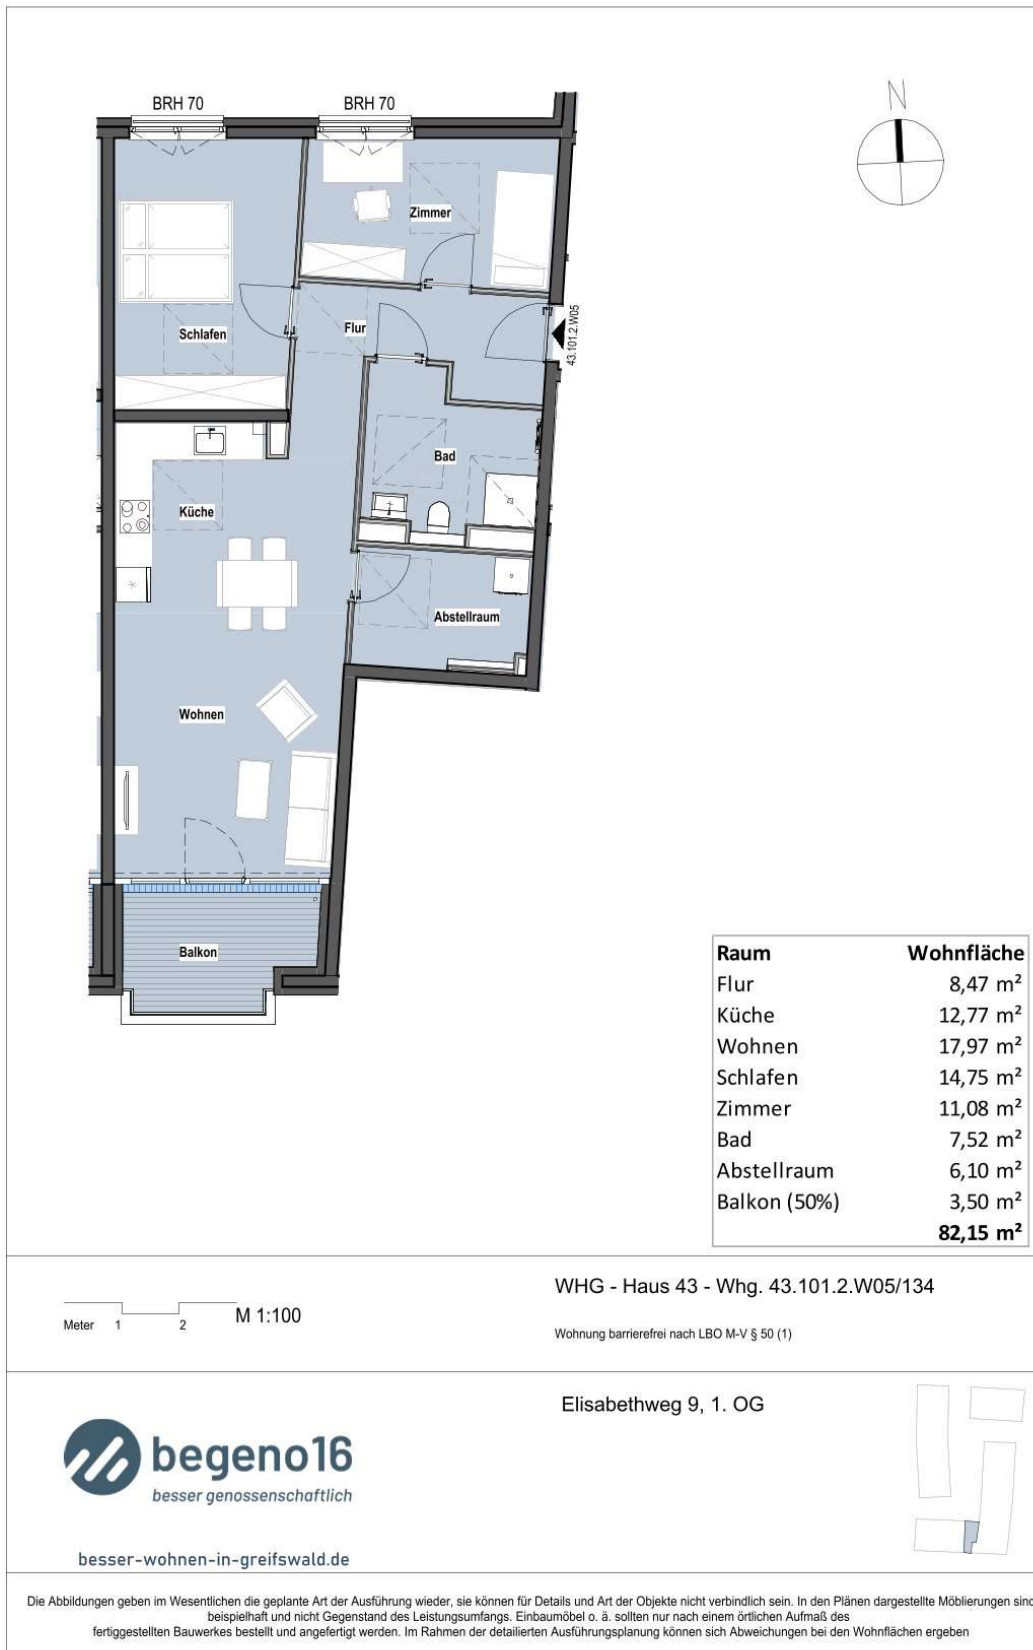 BRH 70
BRH 70
N
Zimmer
43.101.2.W05
Schlafen
Flur
Bad
Küche
Abstellraum
Wohnen
Balkon
Raum Wohnfläche
Flur 8,47 m²
Küche 12,77 m²
Wohnen 17,97 m²
Schlafen 14,75 m²
Zimmer 11,08 m²
Bad 7,52 m²
Abstellraum 6,10 m²
Balkon (50%) 3,50 m²
82,15 m²
WHG - Haus 43 - Whg. 43.101.2.W05/134
Meter 1 2 M 1:100
Wohnung barrierefrei nach LBO M-V § 50 (1)
Elisabethweg 9, 1. OG
begeno16
besser genossenschaftlich
besser-wohnen-in-greifswald.de
Die Abbildungen geben im Wesentlichen die geplante Art der Ausführung wieder, sie können für Details und Art der Objekte nicht verbindlich sein. In den Plänen dargestellte Möblierungen sind
beispielhaft und nicht Gegenstand des Leistungsumfangs. Einbaumöbel o. ä. sollten nur nach einem örtlichen Aufmaß des
fertiggestellten Bauwerkes bestellt und angefertigt werden. Im Rahmen der detailierten Ausführungsplanung können sich Abweichungen bei den Wohnflächen ergeben